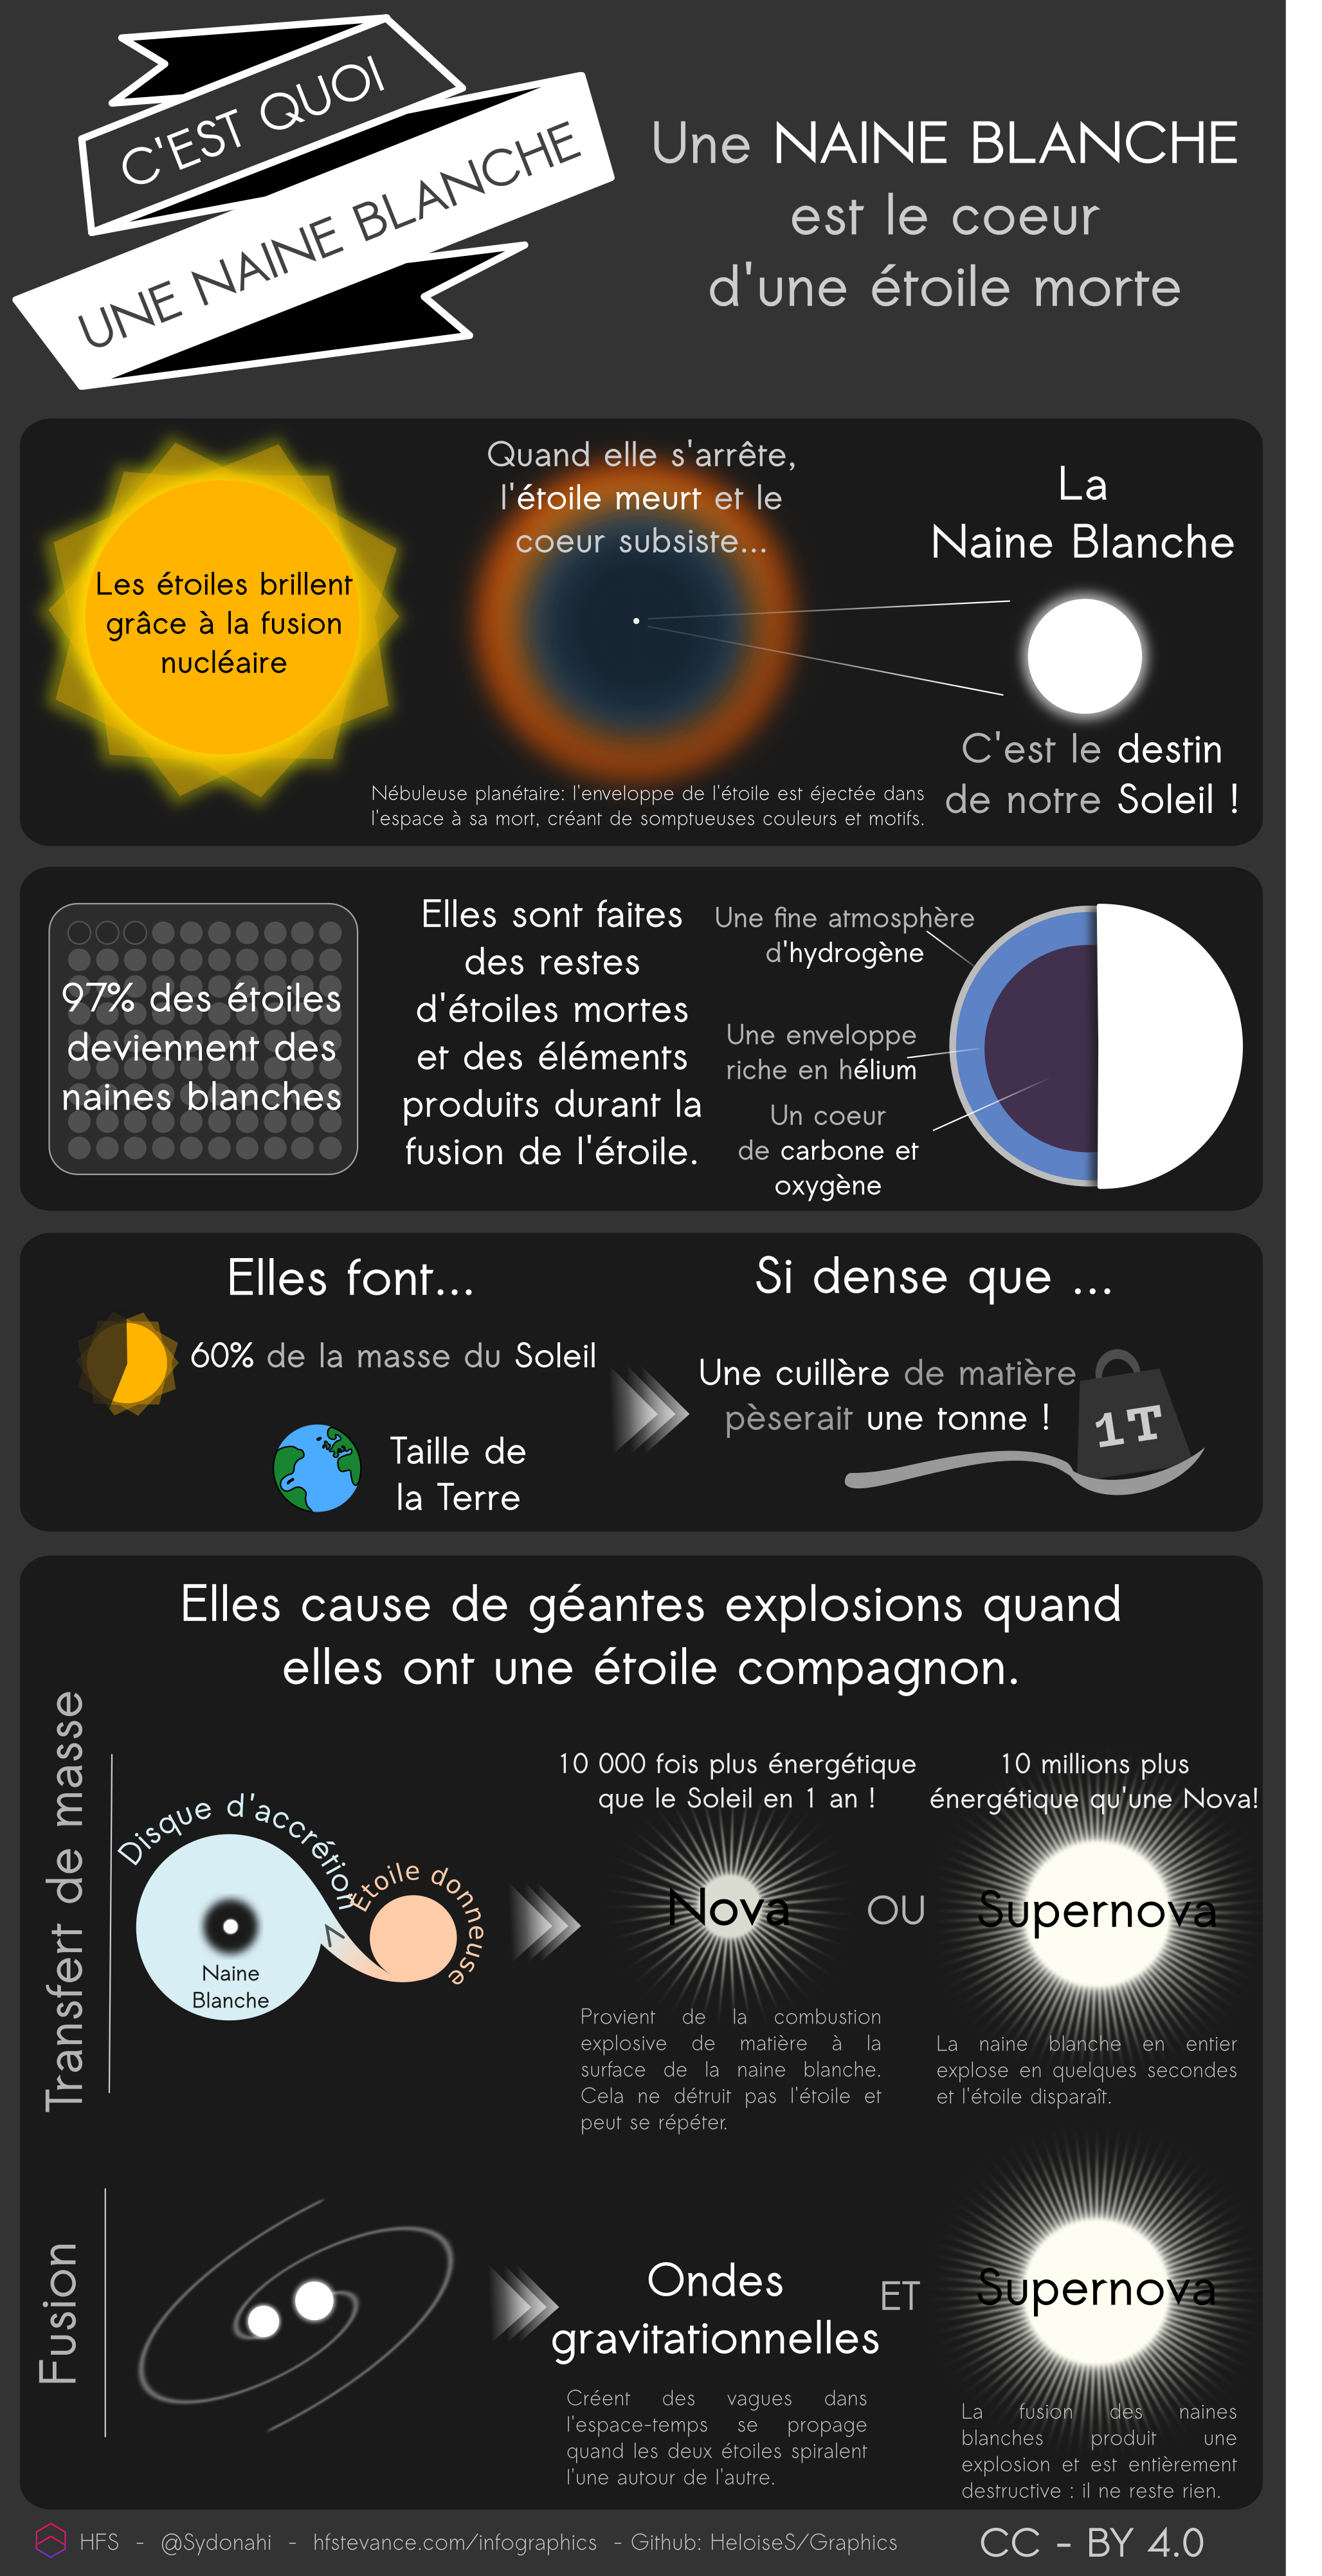 C'EST QUOI
UNE NAINE BLANCHE
Une NAINE BLANCHE
est le coeur
d'une étoile morte
Les étoiles brillent
grâce à la fusion
nucléaire
Quand elle s'arrête,
l'étoile meurt et le
coeur subsiste...
Nébuleuse planétaire: l'enveloppe de l'étoile est éjectée dans
l'espace à sa mort, créant de somptueuses couleurs et motifs.
La
Naine Blanche
C'est le destin
de notre Soleil !
97% des étoiles
deviennent des
naines blanches
Elles sont faites
des restes
d'étoiles mortes
et des éléments
produits durant la
fusion de l'étoile.
Une fine atmosphère
d'hydrogène
Une enveloppe
riche en hélium
Un coeur
de carbone et
oxygène
Elles font...
60% de la masse du Soleil
Taille de
la Terre
Si dense que ...
Une cuillère de matière
pèserait une tonne !
1T
Elles cause de géantes explosions quand
elles ont une étoile compagnon.
Transfert de masse
Disque d'accrétion
Etoile donneuse
Naine
Blanche
10 000 fois plus énergétique
que le Soleil en 1 an !
Nova
Provient de la combustion
explosive de matière à la
surface de la naine blanche.
Cela ne détruit pas l'étoile et
peut se répéter.
OU
10 millions plus
énergétique qu'une Nova!
Supernova
La naine blanche en entier
explose en quelques secondes
et l'étoile disparaît.
Fusion
Ondes
gravitationnelles
Créent des vagues dans
l'espace-temps se propage
quand les deux étoiles spiralent
l'une autour de l'autre.
ET
Supernova
La fusion des naines
blanches produit une
explosion et est entièrement
destructive : il ne reste rien.
HFS - @Sydonahi - hfstevance.com/infographics - Github: HeloiseS/Graphics
CC - BY 4.0